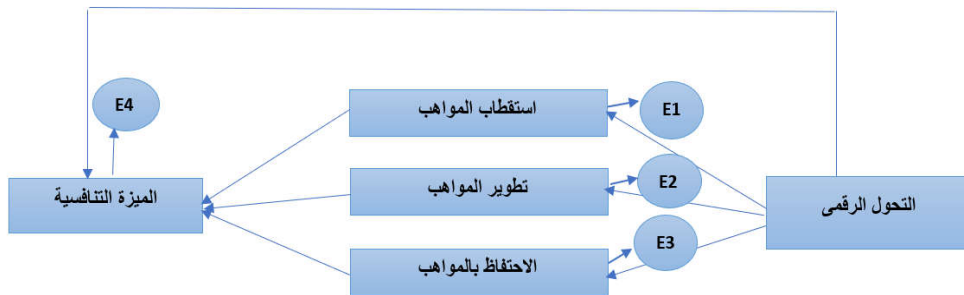 E4
استقطاب المواهب
E1
الميزة التنافسية
تطوير المواهب
E2
التحول الرقمى
الاحتفاظ بالمواهب
E3